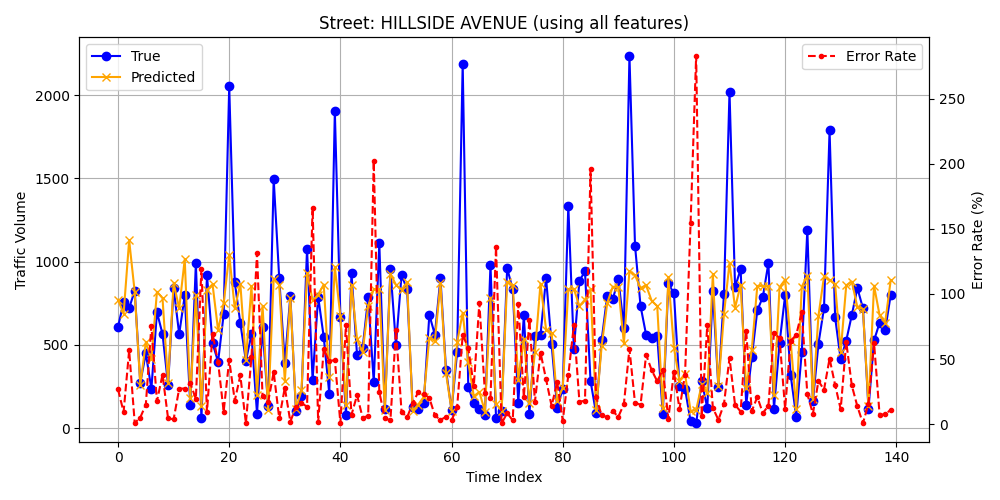 Street: HILLSIDE AVENUE (using all features)
True
Predicted
Error Rate
Traffic Volume
2000
1500
1000
500
0
250
200
150
100
50
0
Error Rate (%)
0 20 40 60 80 100 120 140
Time Index